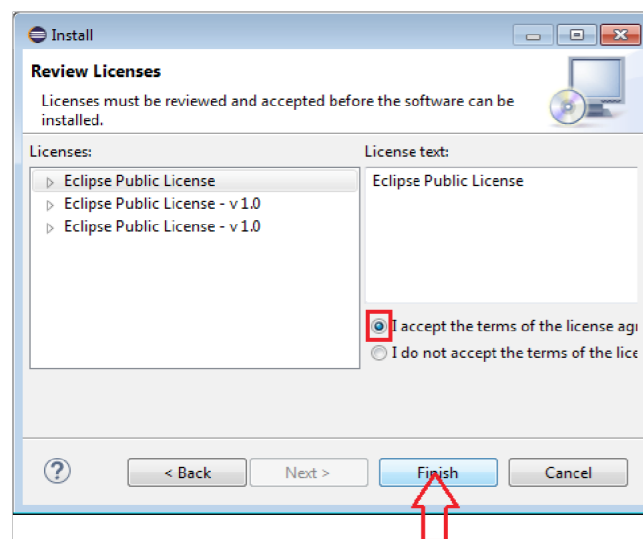 Install
Review Licenses
Licenses must be reviewed and accepted before the software can be
installed.
Licenses:
License text:
Eclipse Public License
Eclipse Public License - v 1.0
Eclipse Public License - v 1.0
Eclipse Public License
I accept the terms of the license agr
I do not accept the terms of the lice
?
< Back
Next >
Finish
Cancel